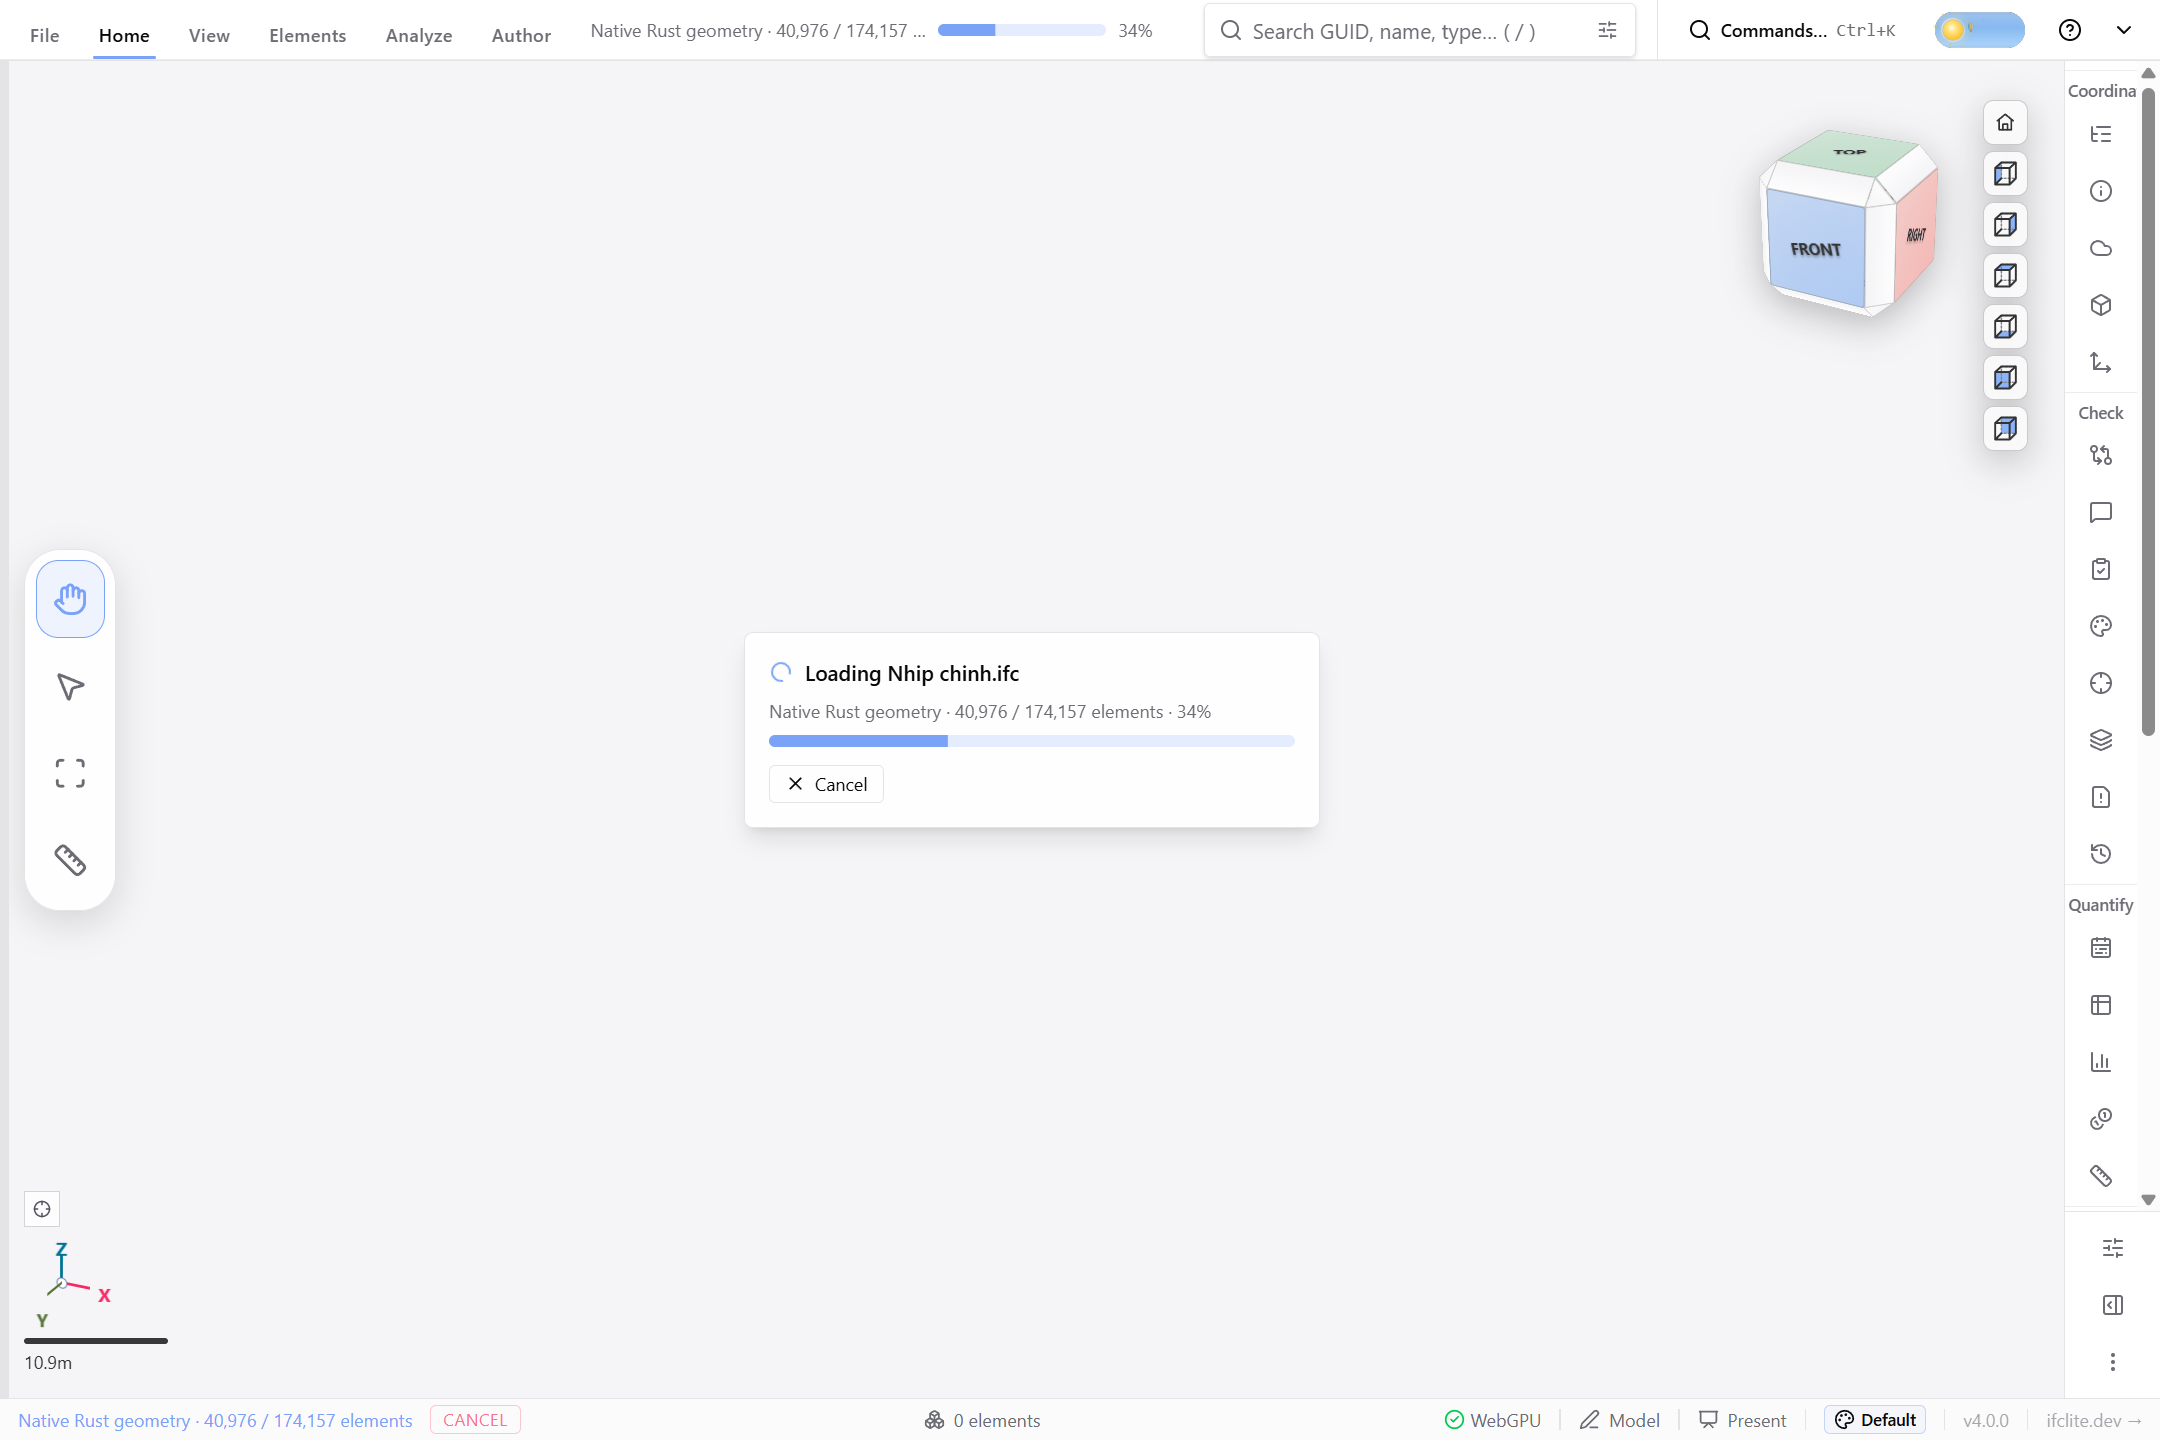 File Home View Elements Analyze Author Native Rust geometry · 40,976 / 174,157 ... 34% Search GUID, name, type... ( / ) Commands... Ctrl+K
Coordina
TOP
FRONT
RIGHT
Check
Loading Nhip chinh.ifc
Native Rust geometry · 40,976 / 174,157 elements · 34%
Cancel
Quantify
Z
X
Y
10.9m
Native Rust geometry · 40,976 / 174,157 elements CANCEL 0 elements WebGPU Model Present Default v4.0.0 ifclite.dev →